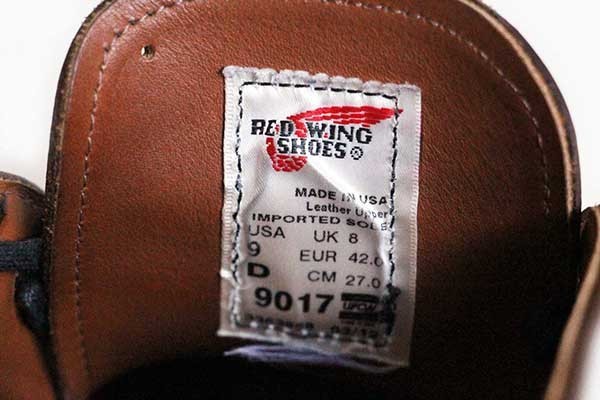 RED WING
SHOES®
MADE IN USA
Leather Upper
IMPORTED SOLE
USA UK 8
9 EUR 42.0
D CM 27.0
9017 UFCW